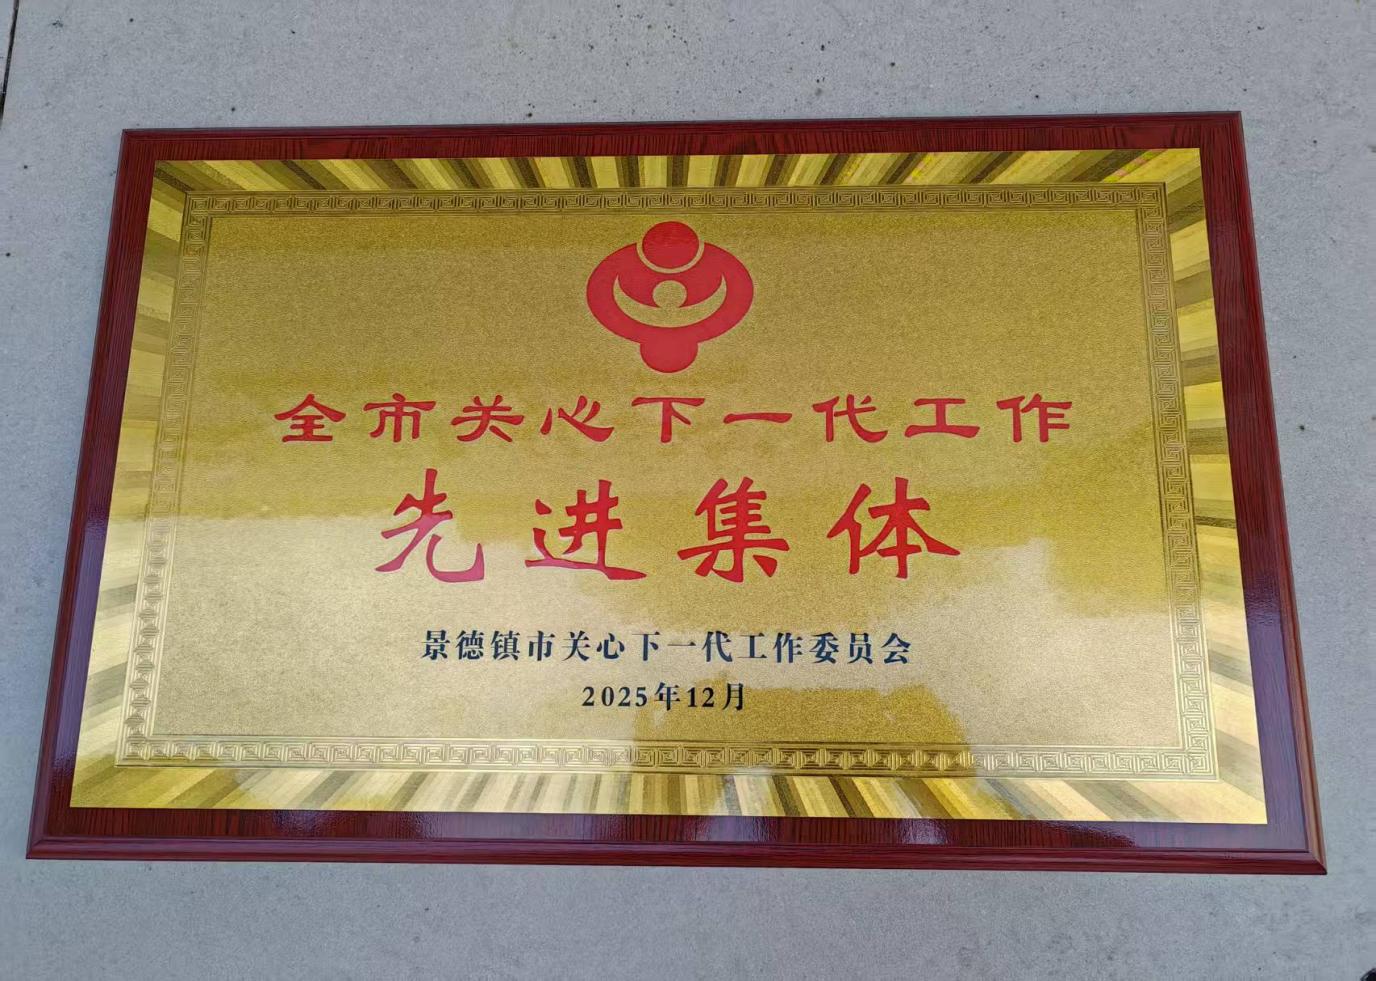 全市关心下一代工作
先进集体
景德镇市关心下一代工作委员会
2025年12月